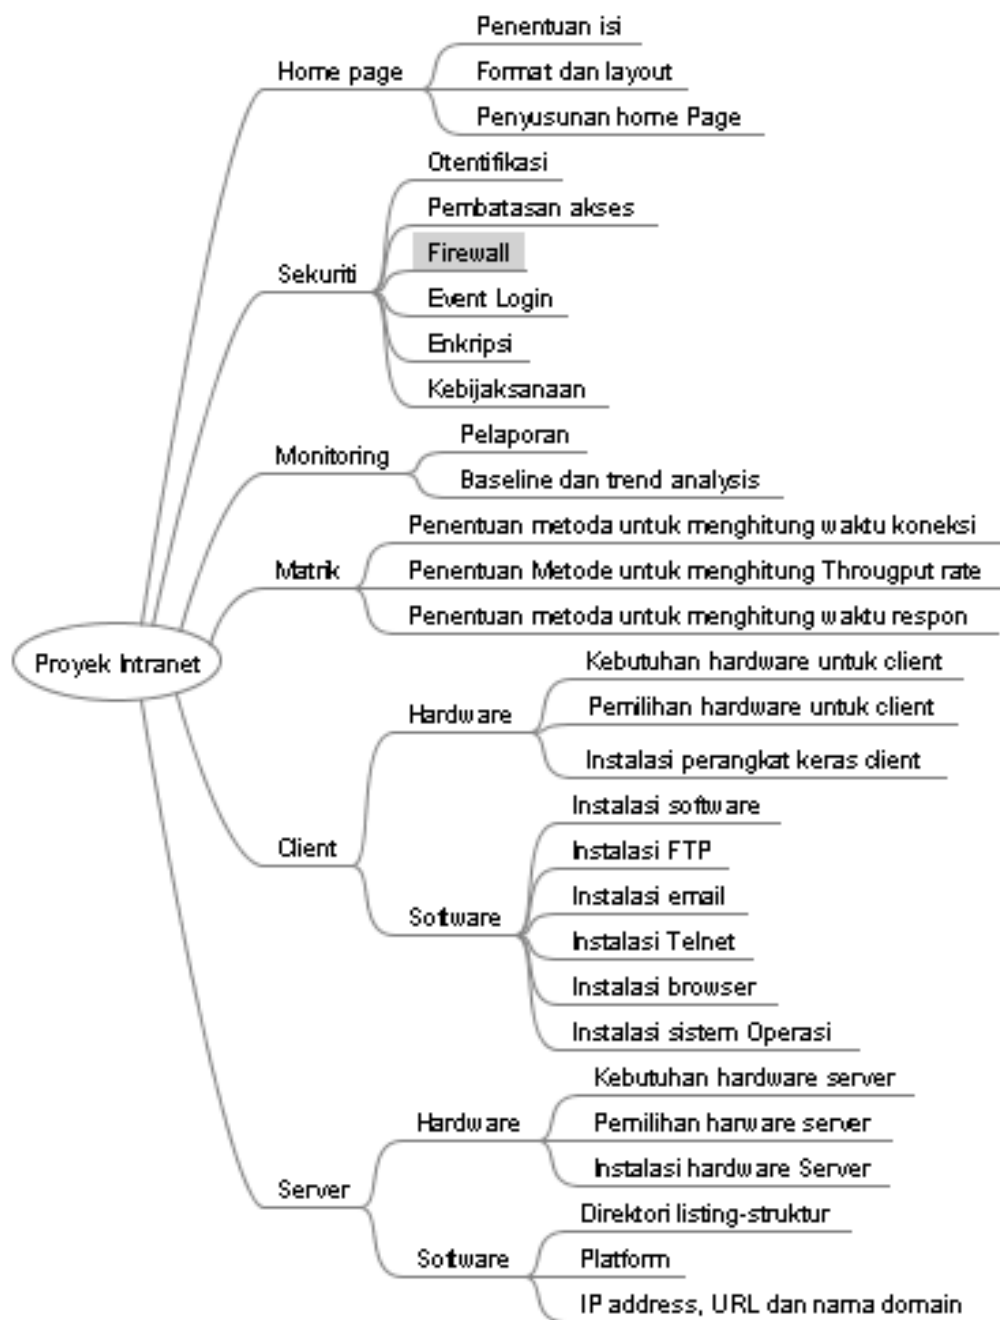 Proyek Intranet
Home page
Penentuan isi
Format dan layout
Penyusunan home Page
Sekuriti
Otentifikasi
Pembatasan akses
Firewall
Event Login
Enkripsi
Kebijaksanaan
Monitoring
Pelaporan
Baseline dan trend analysis
Matrik
Penentuan metoda untuk menghitung waktu koneksi
Penentuan Metode untuk menghitung Througput rate
Penentuan metoda untuk menghitung waktu respon
Client
Hardware
Kebutuhan hardware untuk client
Pemilihan hardware untuk client
Instalasi perangkat keras client
Software
Instalasi software
Instalasi FTP
Instalasi email
Instalasi Telnet
Instalasi browser
Instalasi sistem Operasi
Server
Hardware
Kebutuhan hardware server
Pemilihan harware server
Instalasi hardware Server
Software
Direktori listing-struktur
Platform
IP address, URL dan nama domain